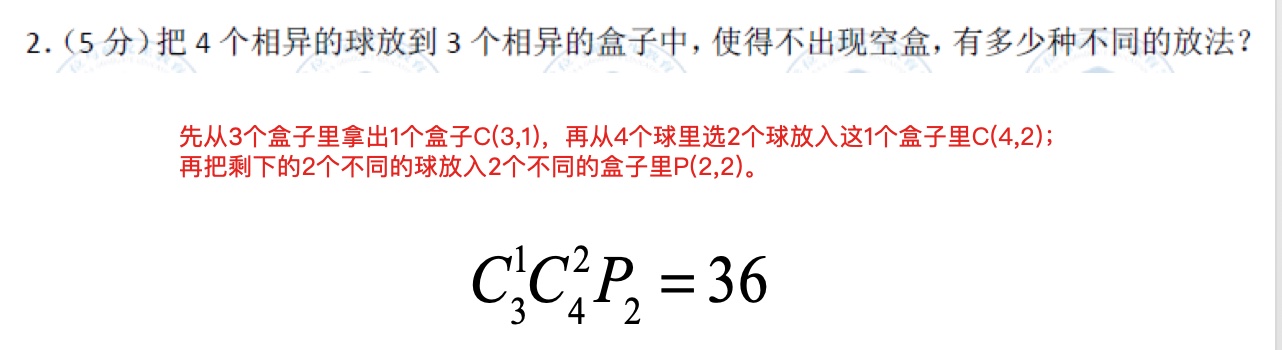 2.（5 分）把 4 个相异的球放到 3 个相异的盒子中，使得不出现空盒，有多少种不同的放法？
先从3个盒子里拿出1个盒子C(3,1)，再从4个球里选2个球放入这1个盒子里C(4,2)；
再把剩下的2个不同的球放入2个不同的盒子里P(2,2)。
C₃¹C₄²P₂ = 36